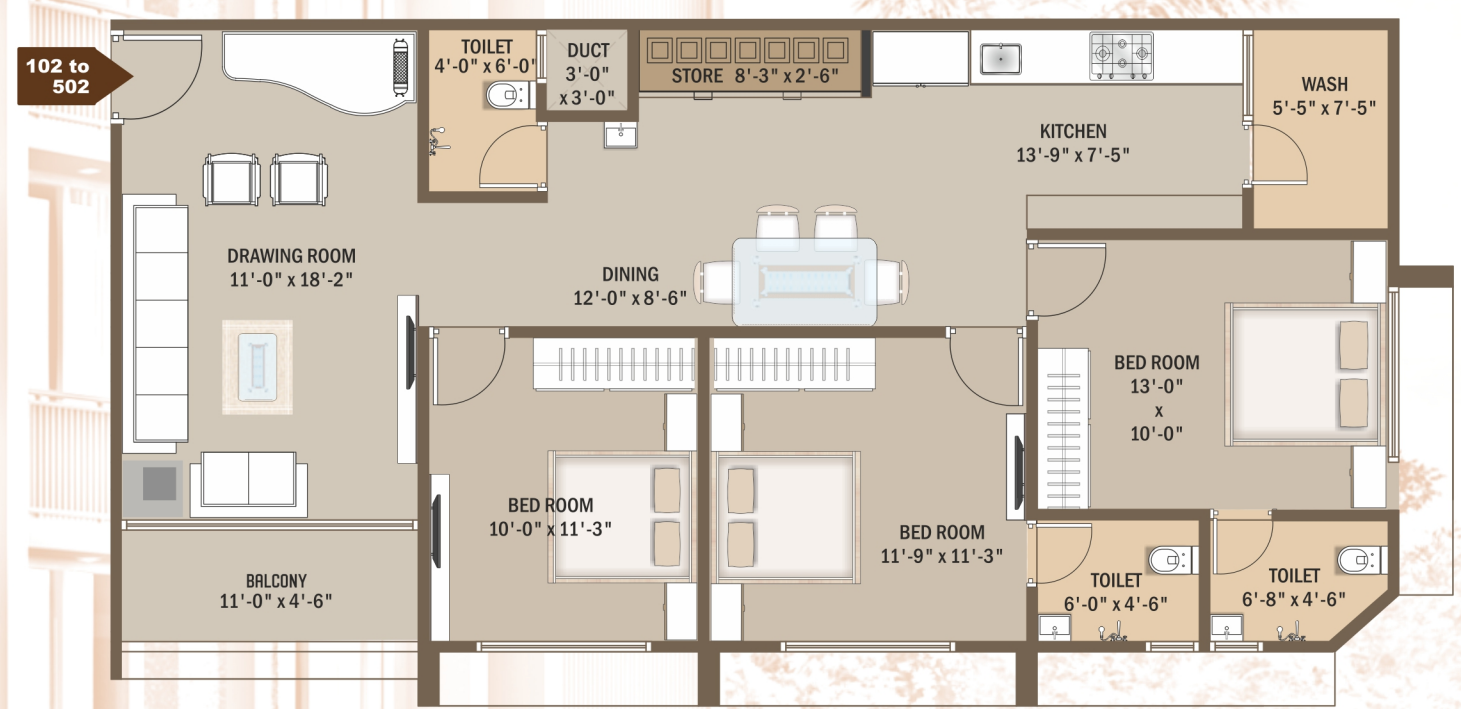 102 to
502
TOILET
4'-0" x 6'-0"
DUCT
3'-0"
x 3'-0"
STORE 8'-3" x 2'-6"
KITCHEN
13'-9" x 7'-5"
WASH
5'-5" x 7'-5"
DRAWING ROOM
11'-0" x 18'-2"
DINING
12'-0" x 8'-6"
BED ROOM
13'-0"
x
10'-0"
BED ROOM
10'-0" x 11'-3"
BED ROOM
11'-9" x 11'-3"
BALCONY
11'-0" x 4'-6"
TOILET
6'-0" x 4'-6"
TOILET
6'-8" x 4'-6"